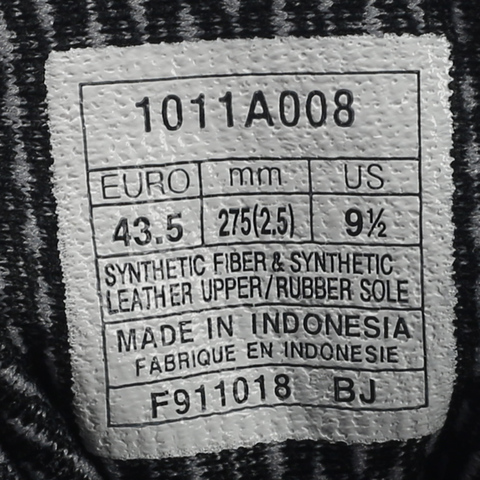 1011A008
EURO mm US
43.5 275(2.5) 9½
SYNTHETIC FIBER & SYNTHETIC
LEATHER UPPER/RUBBER SOLE
MADE IN INDONESIA
FABRIQUE EN INDONESIE
F911018 BJ